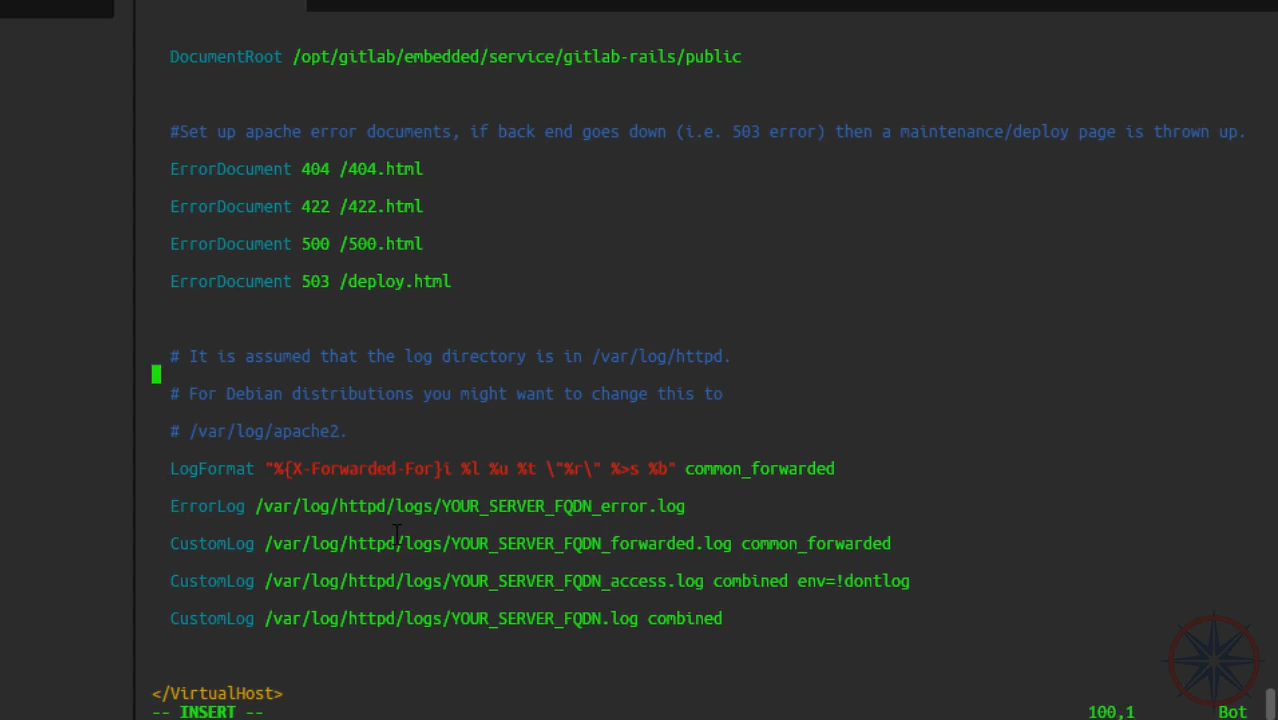 DocumentRoot /opt/gitlab/embedded/service/gitlab-rails/public
#Set up apache error documents, if back end goes down (i.e. 503 error) then a maintenance/deploy page is thrown up.
ErrorDocument 404 /404.html
ErrorDocument 422 /422.html
ErrorDocument 500 /500.html
ErrorDocument 503 /deploy.html
# It is assumed that the log directory is in /var/log/httpd.
# For Debian distributions you might want to change this to
# /var/log/apache2.
LogFormat "%{X-Forwarded-For}i %l %u %t \"%r\" %>s %b" common_forwarded
ErrorLog /var/log/httpd/logs/YOUR_SERVER_FQDN_error.log
CustomLog /var/log/httpd/logs/YOUR_SERVER_FQDN_forwarded.log common_forwarded
CustomLog /var/log/httpd/logs/YOUR_SERVER_FQDN_access.log combined env=!dontlog
CustomLog /var/log/httpd/logs/YOUR_SERVER_FQDN.log combined
</VirtualHost>
-- INSERT -- 100,1 Bot